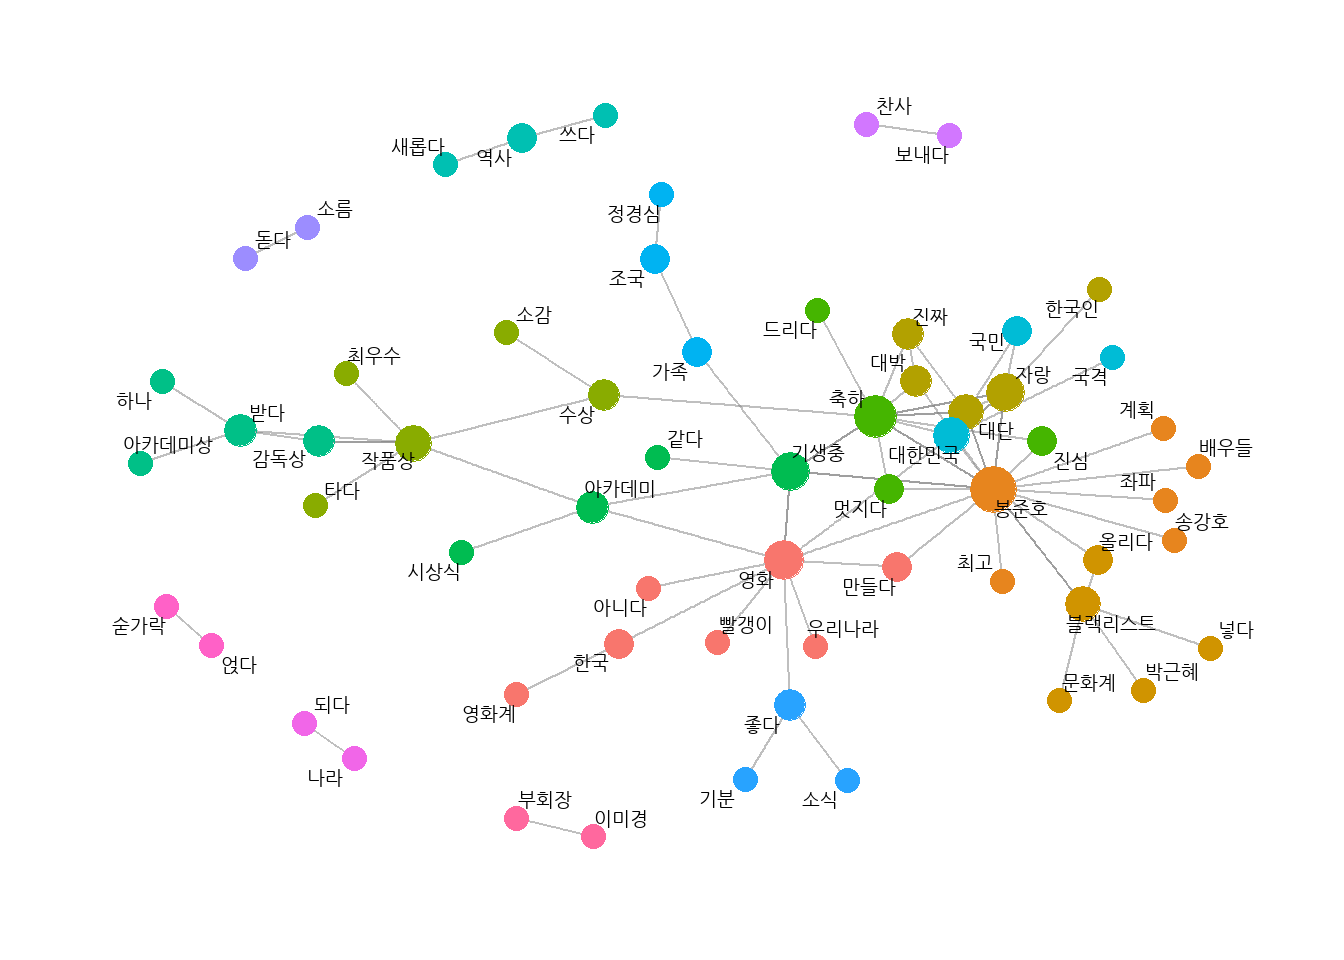 찬사
새롭다
쓰다
역사
보내다
소름
정경심
돋다
조국
한국인
소감
진짜
드리다
국민
최우수
대박
가족
자랑
국격
하나
축하
받다
수상
계획
대단
아카데미상
같다
감독상
작품상
기생충
대한민국
진심
배우들
좌파
타다
아카데미
멋지다
봉준호
송강호
올리다
시상식
영화
최고
만들다
아니다
숟가락
빨갱이
우리나라
블랙리스트
넣다
얹다
한국
박근혜
문화계
되다
영화계
좋다
나라
기분
소식
부회장
이미경